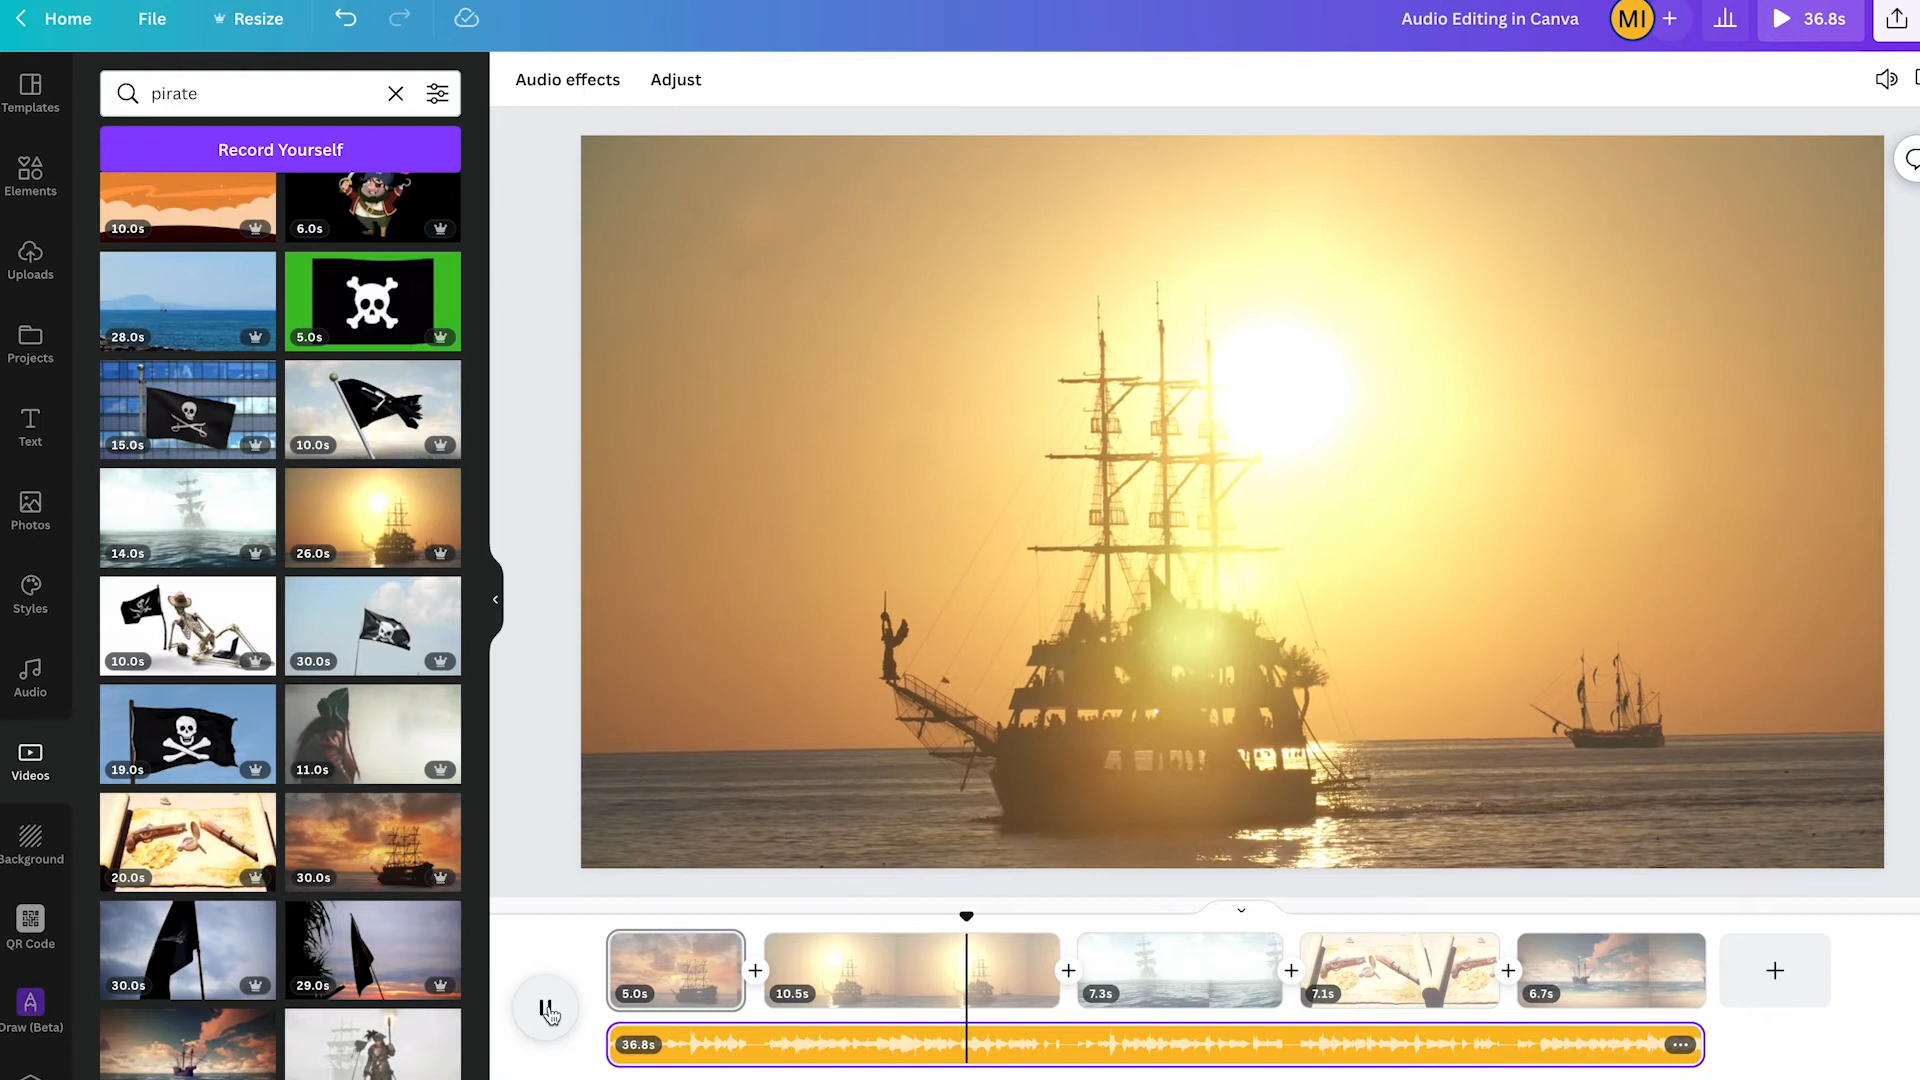 Home
File
Resize
Audio Editing in Canva
MI
36.8s
Templates
Elements
Uploads
Projects
Text
Photos
Styles
Audio
Videos
Background
QR Code
Draw (Beta)
pirate
Record Yourself
10.0s
6.0s
28.0s
5.0s
15.0s
10.0s
14.0s
26.0s
10.0s
30.0s
19.0s
11.0s
20.0s
30.0s
30.0s
29.0s
Audio effects
Adjust
5.0s
10.5s
7.3s
7.1s
6.7s
36.8s